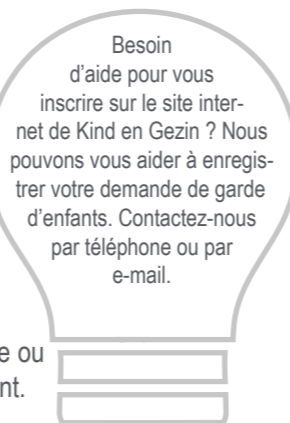 Besoin
d'aide pour vous
inscrire sur le site inter-
net de Kind en Gezin ? Nous
pouvons vous aider à enregis-
trer votre demande de garde
d'enfants. Contactez-nous
par téléphone ou par
e-mail.
e ou
nt.